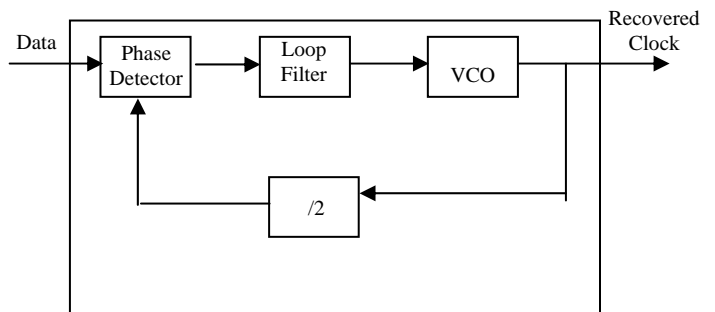 Data
Phase
Detector
Loop
Filter
VCO
Recovered
Clock
/2